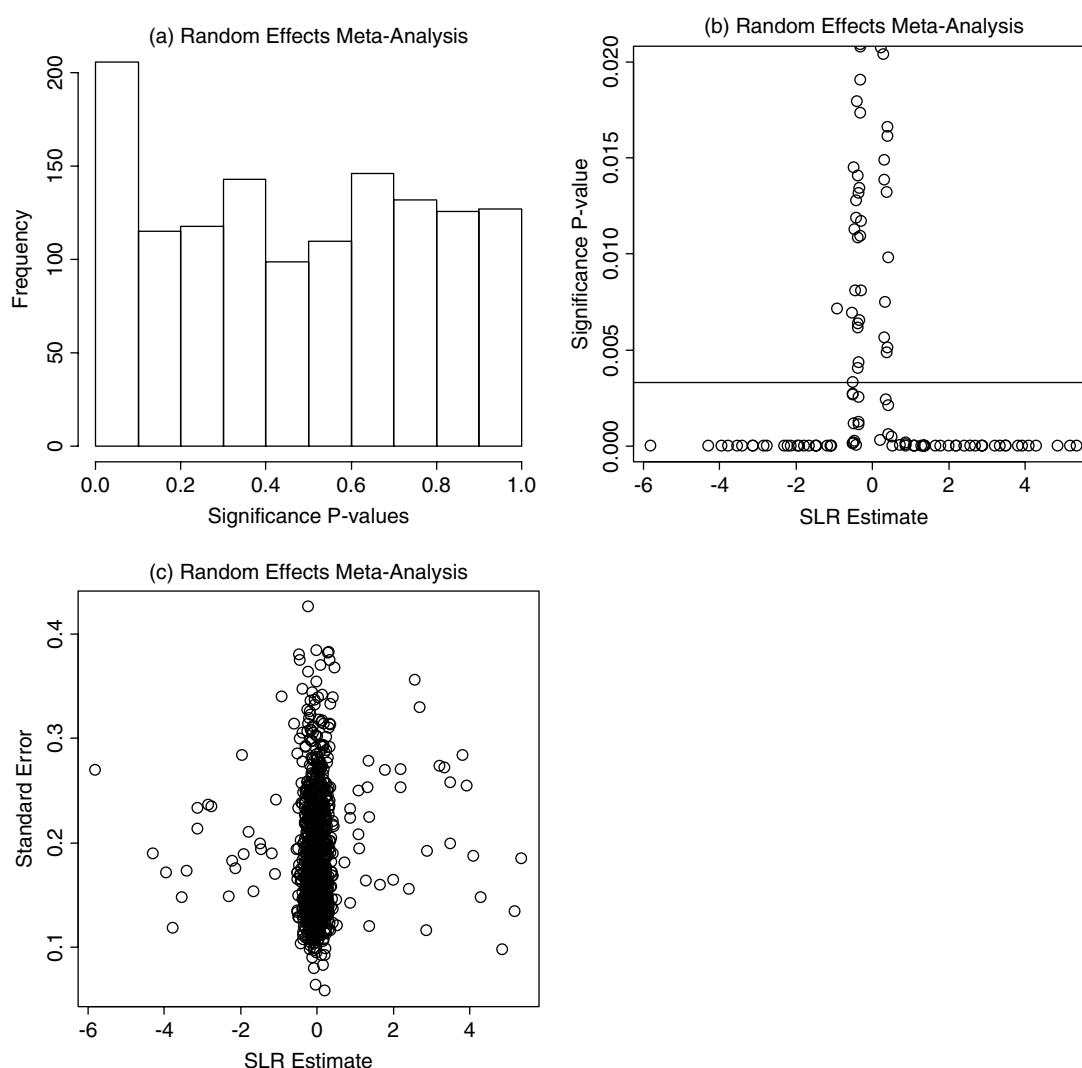 (a) Random Effects Meta-Analysis
Frequency
200
150
100
50
0
0.0 0.2 0.4 0.6 0.8 1.0
Significance P-values
(b) Random Effects Meta-Analysis
Significance P-value
0.020
0.015
0.010
0.005
0.000
-6 -4 -2 0 2 4
SLR Estimate
(c) Random Effects Meta-Analysis
Standard Error
0.4
0.3
0.2
0.1
-6 -4 -2 0 2 4
SLR Estimate